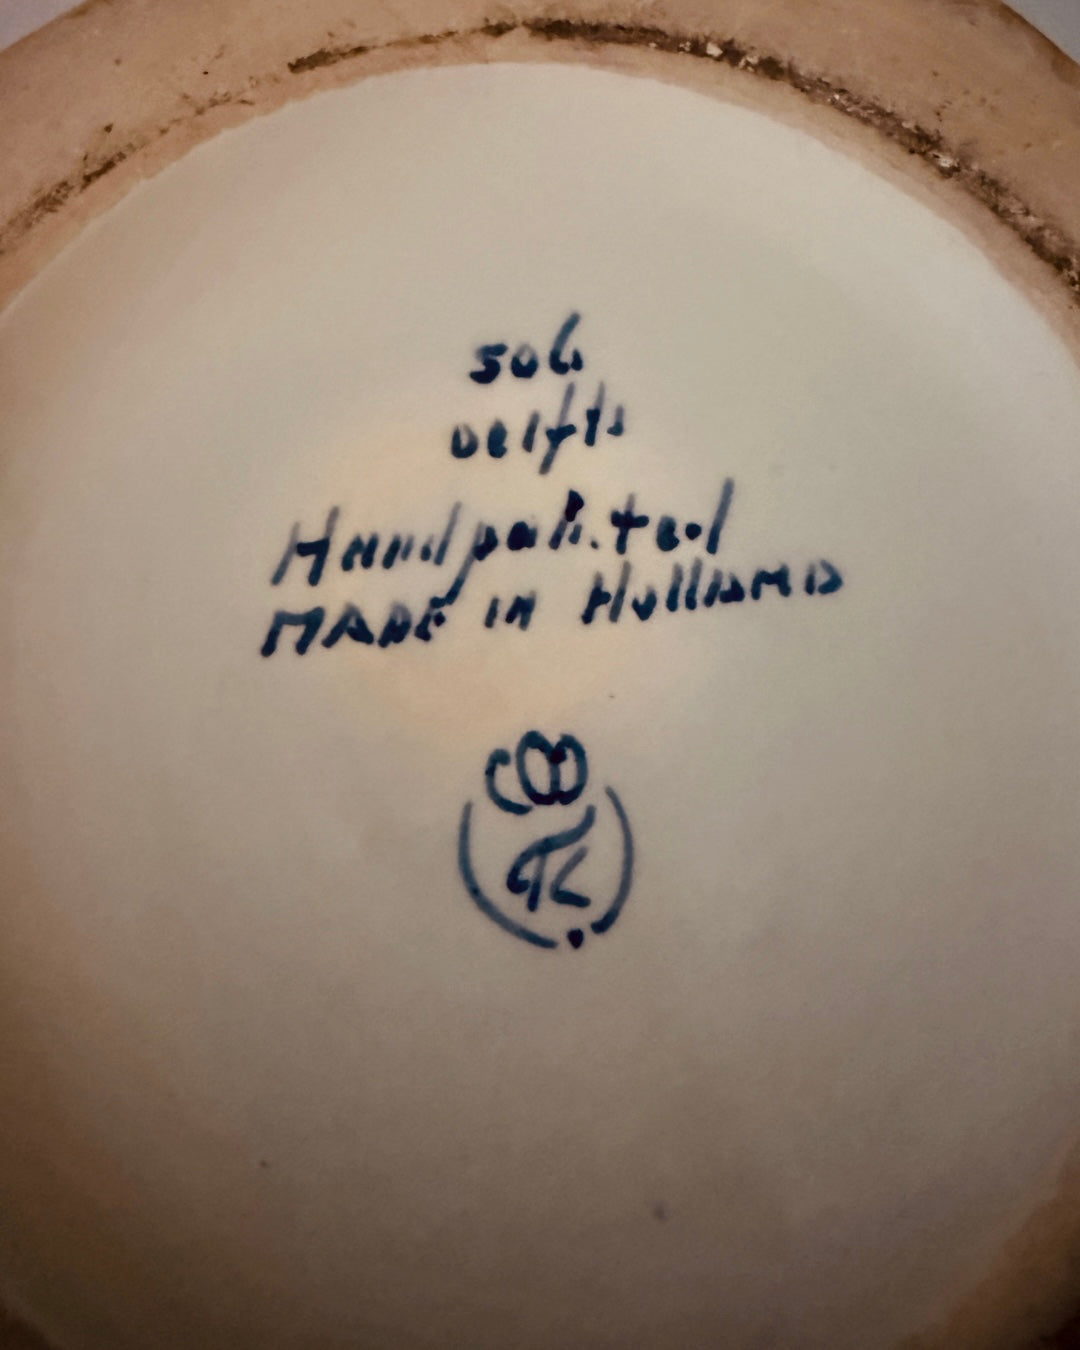 506
Delfts
Handpainted
MADE IN HollAND